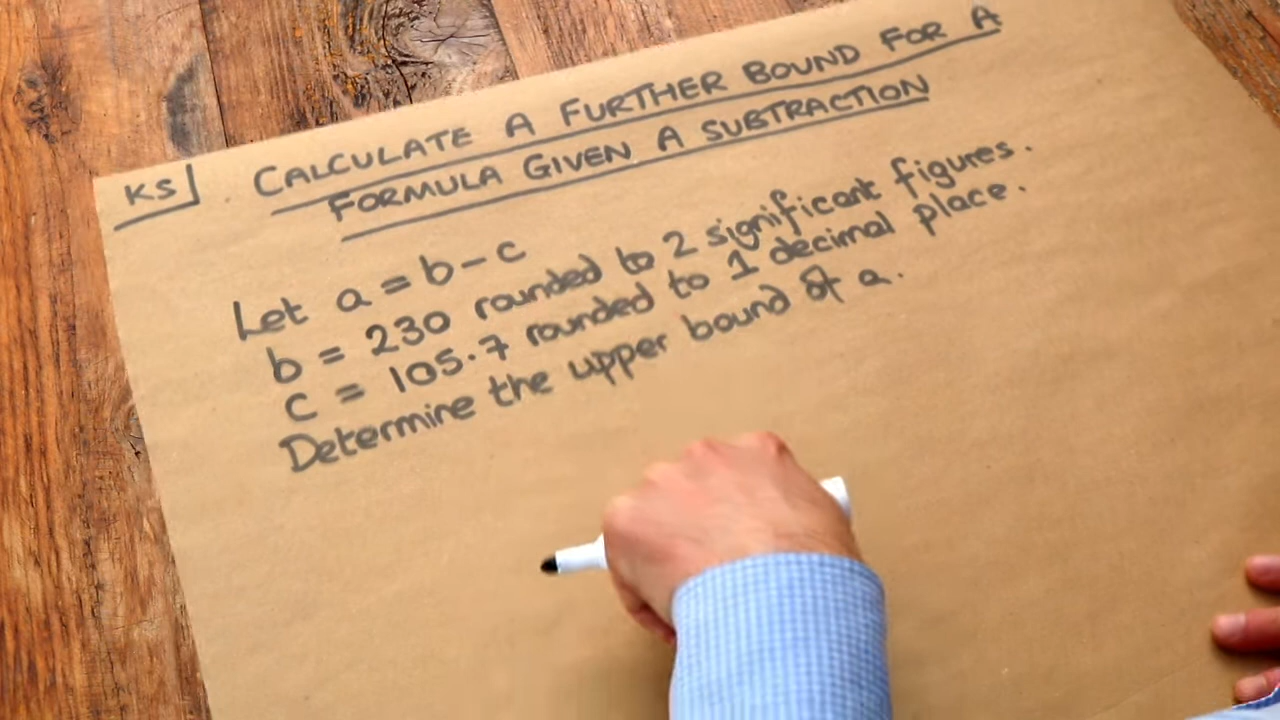 KS
CALCULATE A FURTHER BOUND FOR A
FORMULA GIVEN A SUBTRACTION
Let a = b - c
b = 230 rounded to 2 significant figures.
c = 105.7 rounded to 1 decimal place.
Determine the upper bound of a.